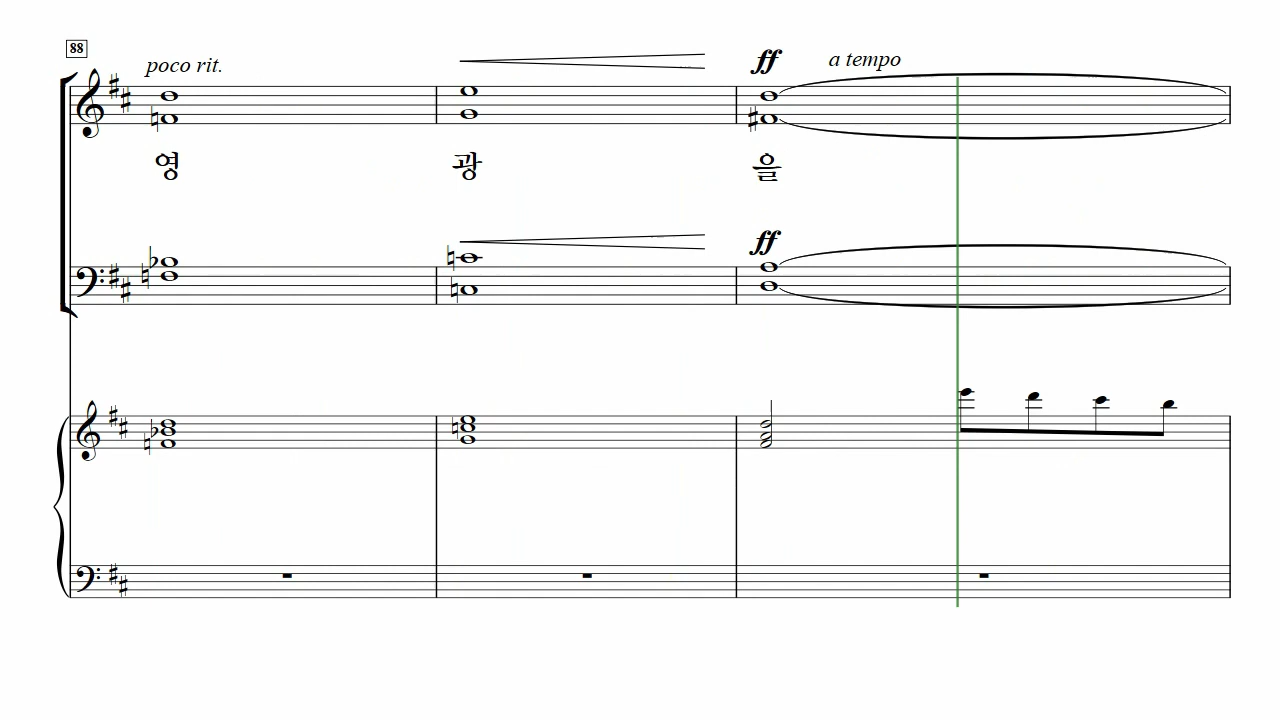 88
poco rit.
ff a tempo
영 광 을
ff